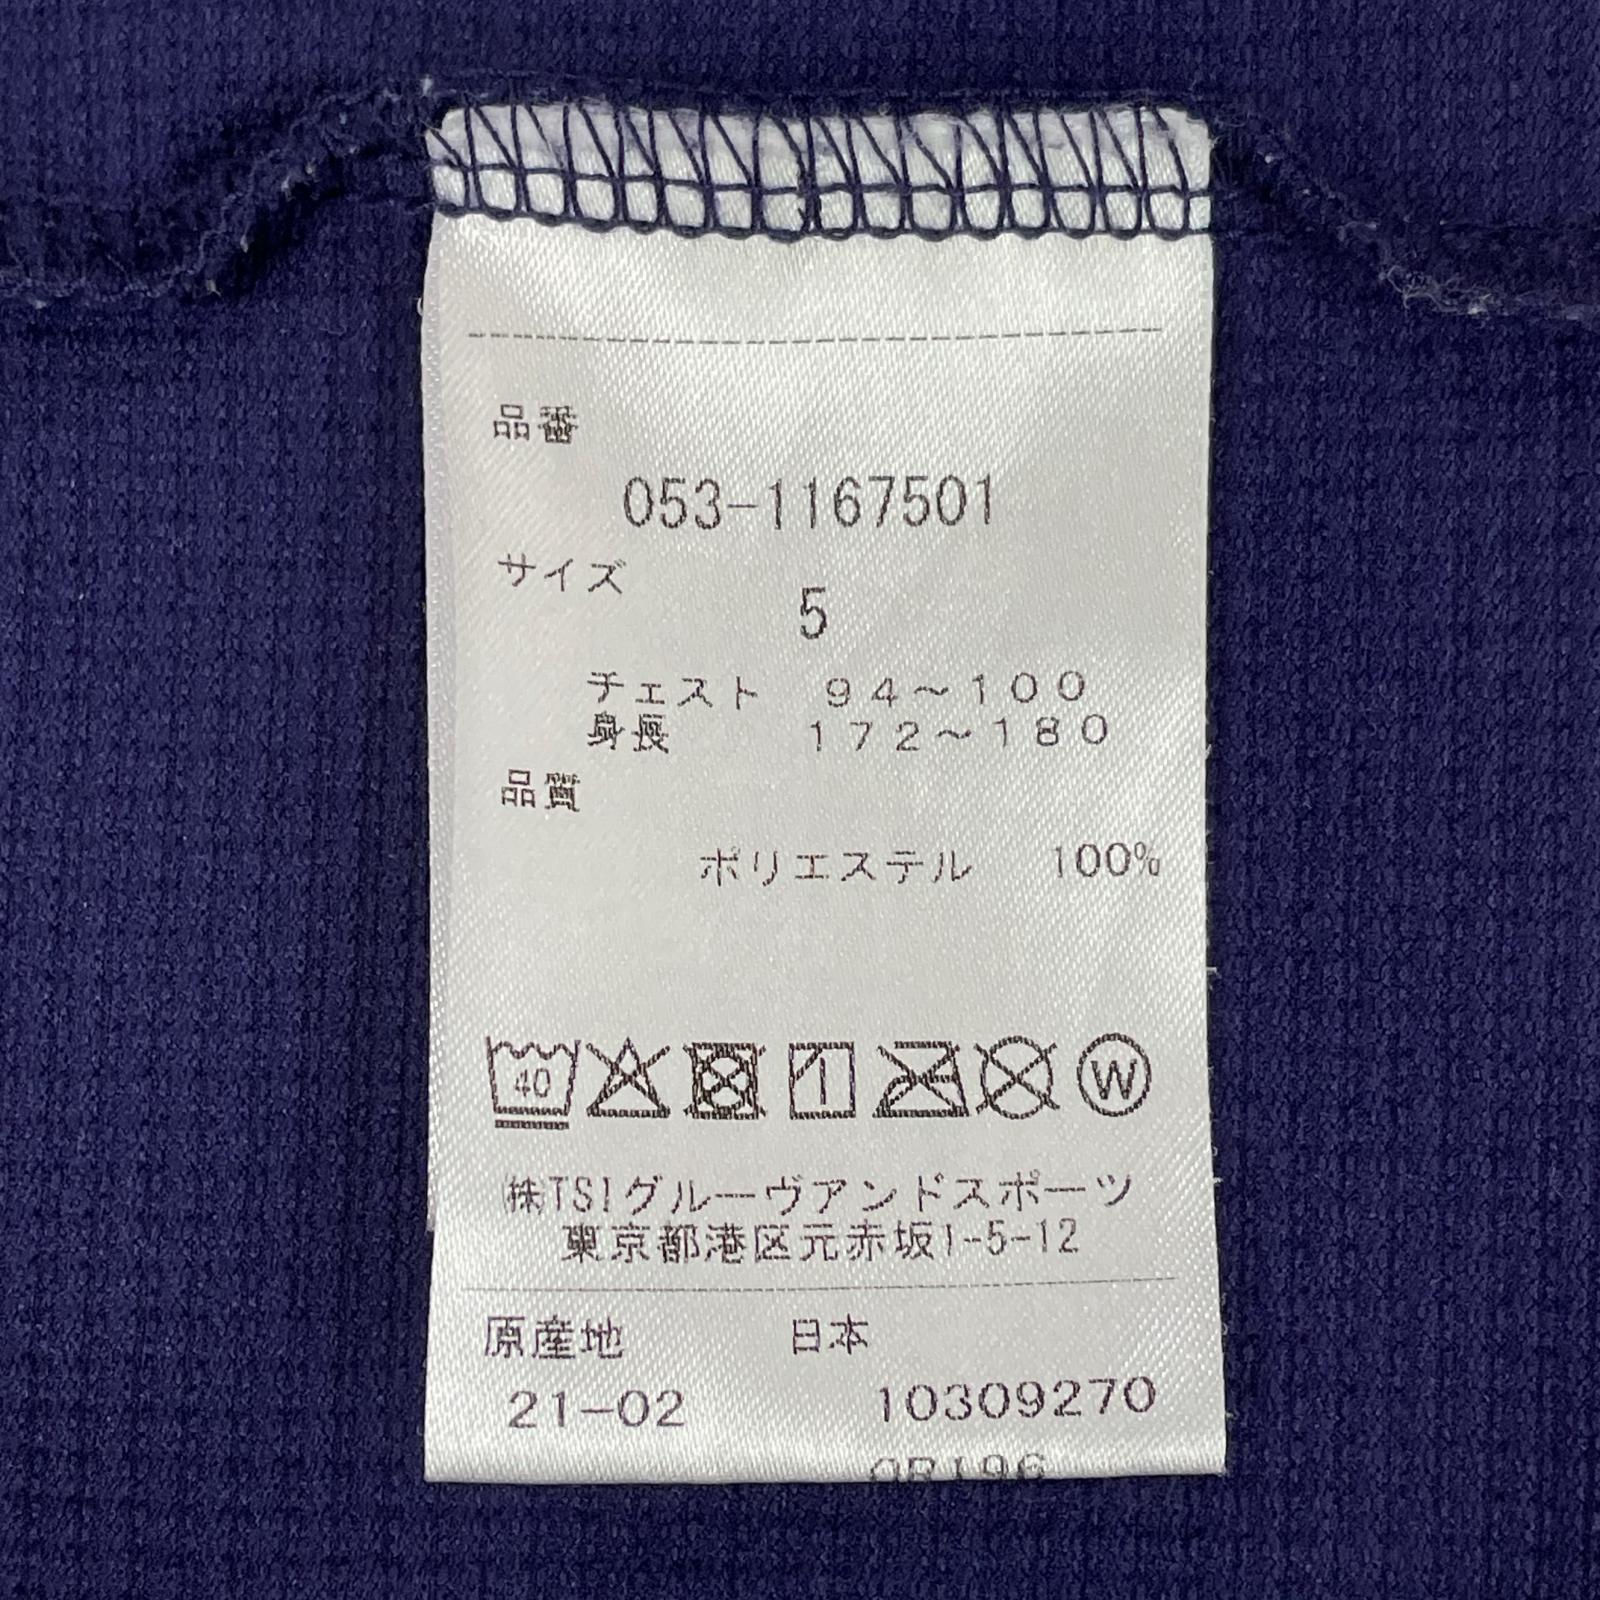 品番
053-1167501
サイズ
5
チェスト 94~100
身長 172~180
品質
ポリエステル 100%
40 W
㈱TSIグルーヴアンドスポーツ
東京都港区元赤坂1-5-12
原産地 日本
21-02 10309270